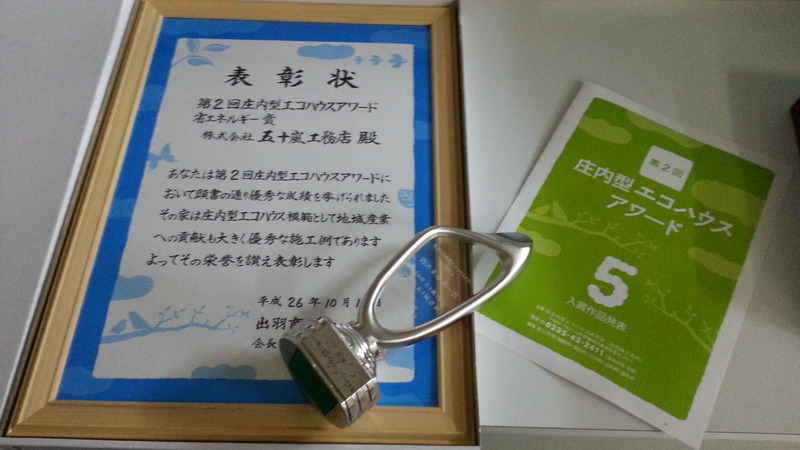 表彰状
第2回庄内型エコハウスアワード
省エネルギー賞
株式会社 五十嵐工務店 殿
あなたは第2回庄内型エコハウスアワードに
おいて頭書の通り優秀な成績を挙げられました
その家は庄内型エコハウス模範として地域産業
への貢献も大きく優秀な施工例であります
よってその栄誉を讃え表彰します
平成26年10月1
出羽
会長
第2回
庄内型エコハウス
アワード
5
入賞作品発表
0235-43-2411